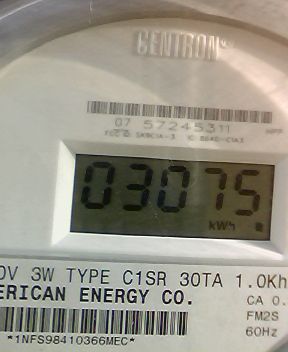 CENTRON
07 57245311
03075
kWh
0V 3W TYPE C1SR 30TA 1.0Kh
ERICAN ENERGY CO.
CA 0.
FM2S
60Hz
*1NFS98410366MEC*